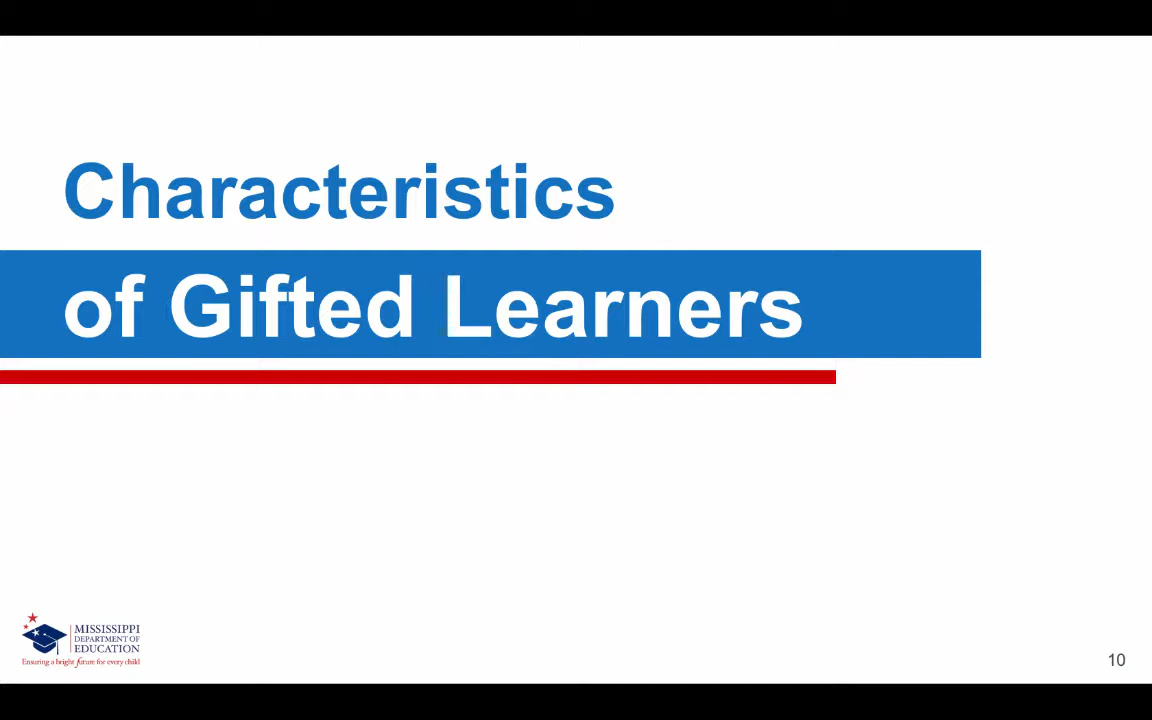 Characteristics
of Gifted Learners
MISSISSIPPI
DEPARTMENT OF
EDUCATION
Ensuring a bright future for every child
10